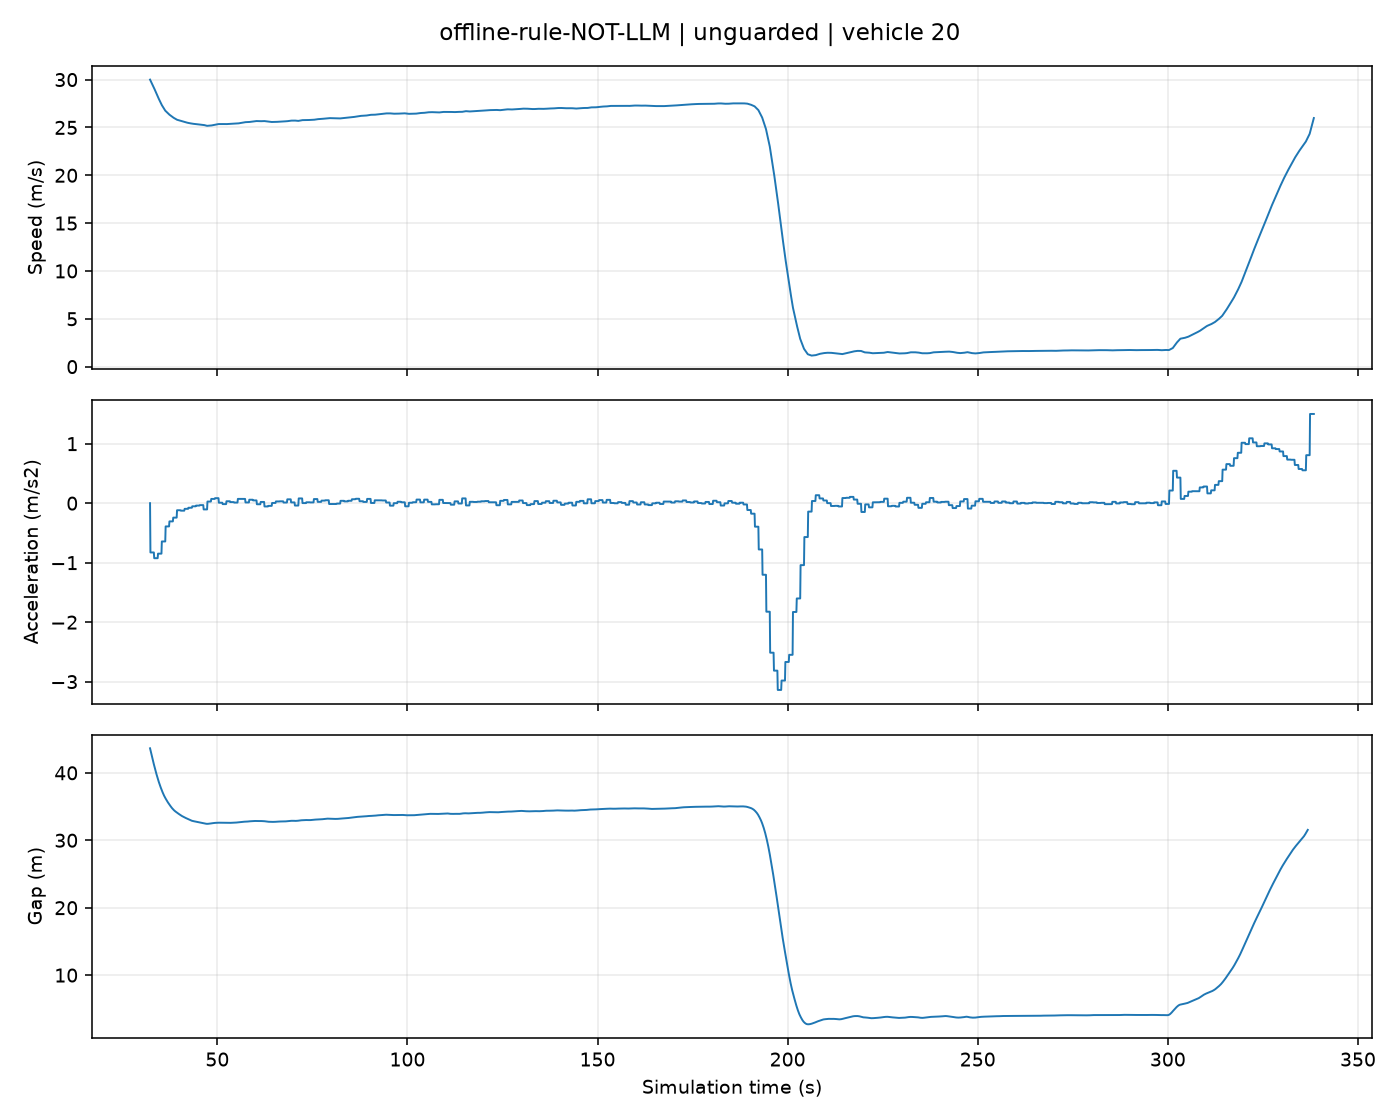 offline-rule-NOT-LLM | unguarded | vehicle 20
30
25
20
15
10
5
0
Speed (m/s)
1
0
−1
−2
−3
Acceleration (m/s2)
40
30
20
10
Gap (m)
50 100 150 200 250 300 350
Simulation time (s)